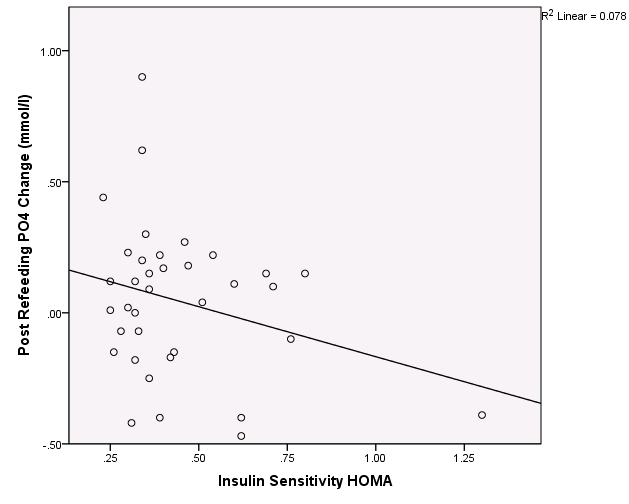 R2 Linear = 0.078
1.00
.50
.00
-.50
Post Refeeding PO4 Change (mmol/l)
.25 .50 .75 1.00 1.25
Insulin Sensitivity HOMA